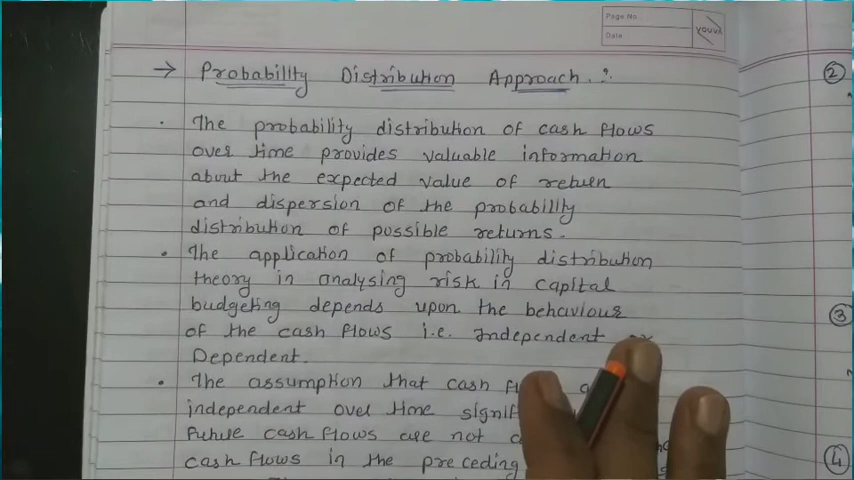 Page No.
Date
YOUVA
→ Probability Distribution Approach :
. The probability distribution of cash flows
over time provides valuable information
about the expected value of return
and dispersion of the probability
distribution of possible returns.
. The application of probability distribution
theory in analysing risk in capital
budgeting depends upon the behaviour
of the cash flows i.e. Independent or
Dependent.
. The assumption that cash
independent over time
future cash flows are not
cash flows in the preceding
2
3
4